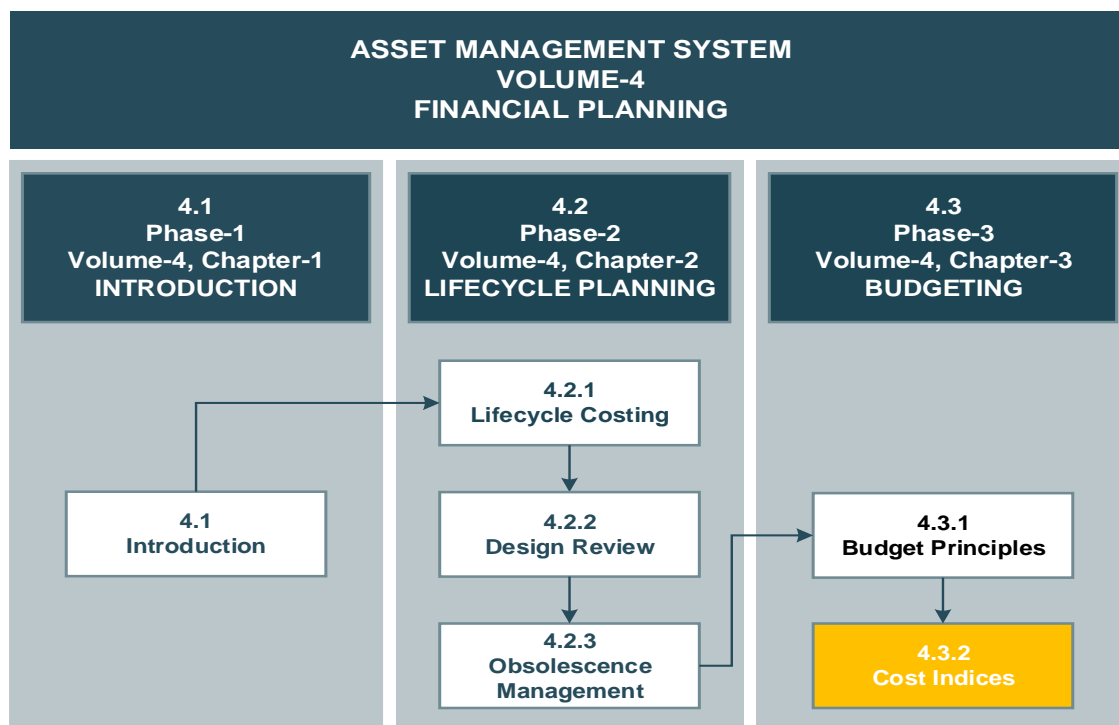 ASSET MANAGEMENT SYSTEM
VOLUME-4
FINANCIAL PLANNING
4.1
Phase-1
Volume-4, Chapter-1
INTRODUCTION
4.2
Phase-2
Volume-4, Chapter-2
LIFECYCLE PLANNING
4.3
Phase-3
Volume-4, Chapter-3
BUDGETING
4.1
Introduction
4.2.1
Lifecycle Costing
4.2.2
Design Review
4.2.3
Obsolescence
Management
4.3.1
Budget Principles
4.3.2
Cost Indices